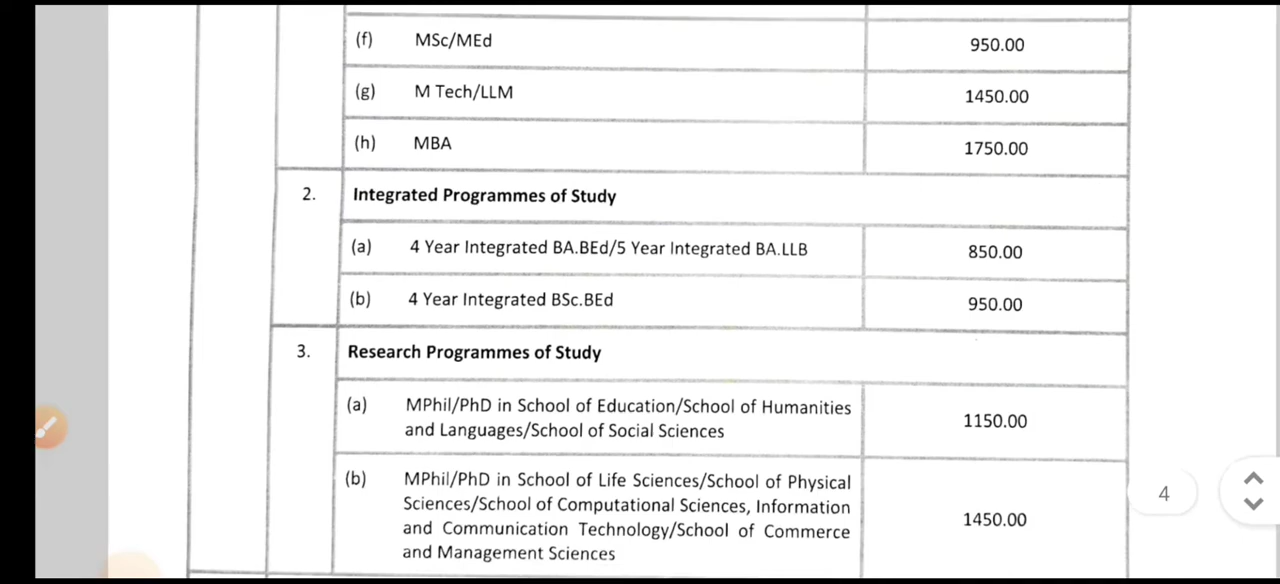 (f) MSc/MEd 950.00
(g) M Tech/LLM 1450.00
(h) MBA 1750.00
2. Integrated Programmes of Study
(a) 4 Year Integrated BA.BEd/5 Year Integrated BA.LLB 850.00
(b) 4 Year Integrated BSc.BEd 950.00
3. Research Programmes of Study
(a) MPhil/PhD in School of Education/School of Humanities
and Languages/School of Social Sciences
1150.00
(b) MPhil/PhD in School of Life Sciences/School of Physical
Sciences/School of Computational Sciences, Information
and Communication Technology/School of Commerce
and Management Sciences
1450.00
4